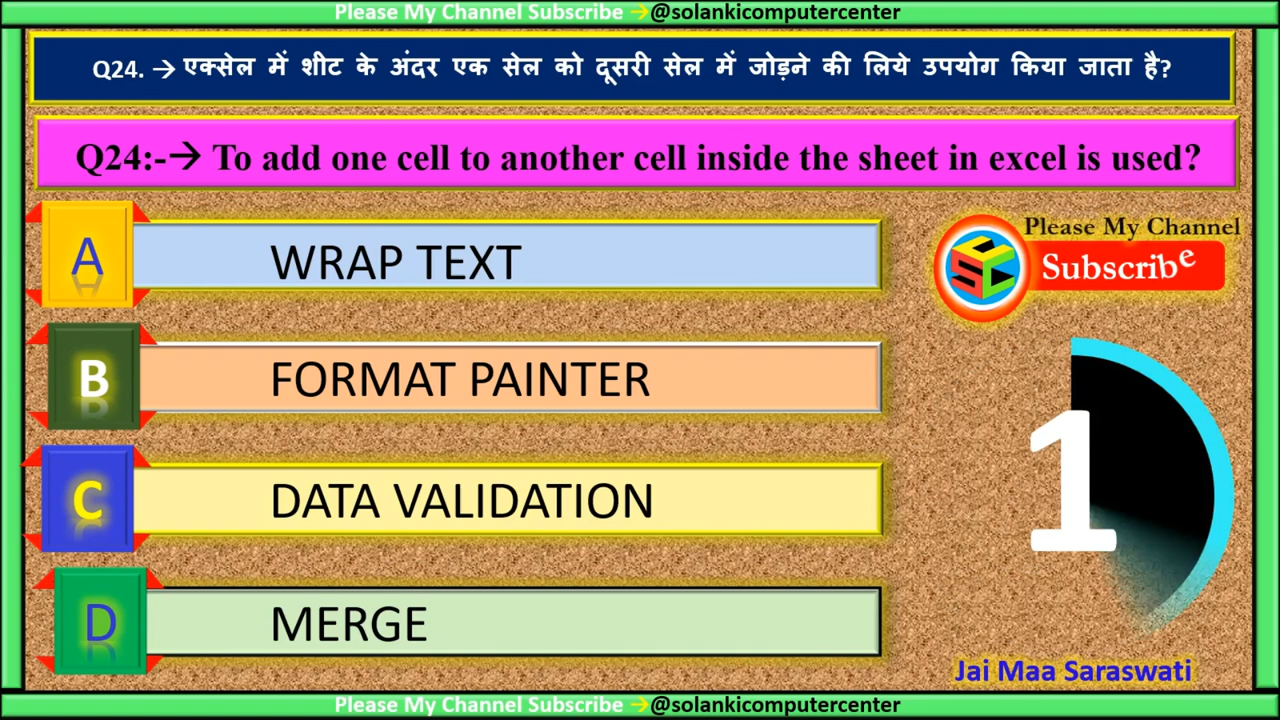 Please My Channel Subscribe →@solankicomputercenter
Q24. → एक्सेल में शीट के अंदर एक सेल को दूसरी सेल में जोड़ने की लिये उपयोग किया जाता है?
Q24:-→ To add one cell to another cell inside the sheet in excel is used?
A WRAP TEXT
B FORMAT PAINTER
C DATA VALIDATION
D MERGE
Please My Channel
SCC Subscribe
1
Jai Maa Saraswati
Please My Channel Subscribe →@solankicomputercenter